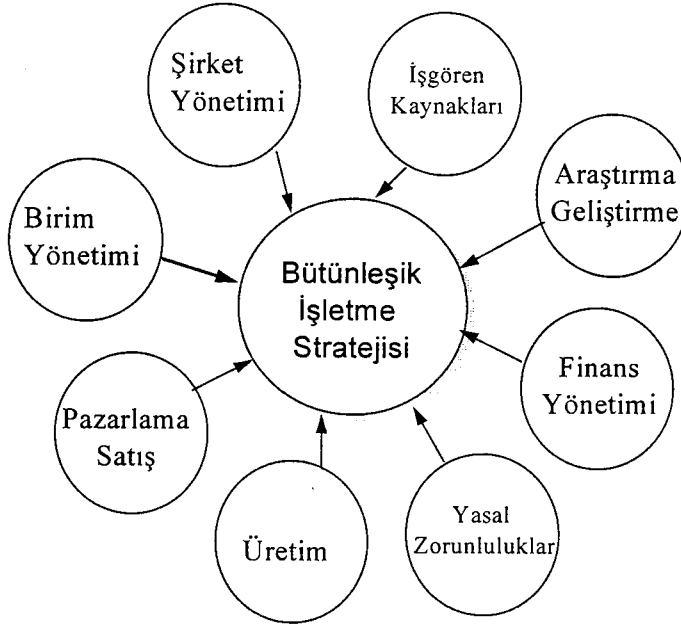 Şirket
Yönetimi
İşgören
Kaynakları
Araştırma
Geliştirme
Birim
Yönetimi
Bütünleşik
İşletme
Stratejisi
Finans
Yönetimi
Pazarlama
Satış
Üretim
Yasal
Zorunluluklar